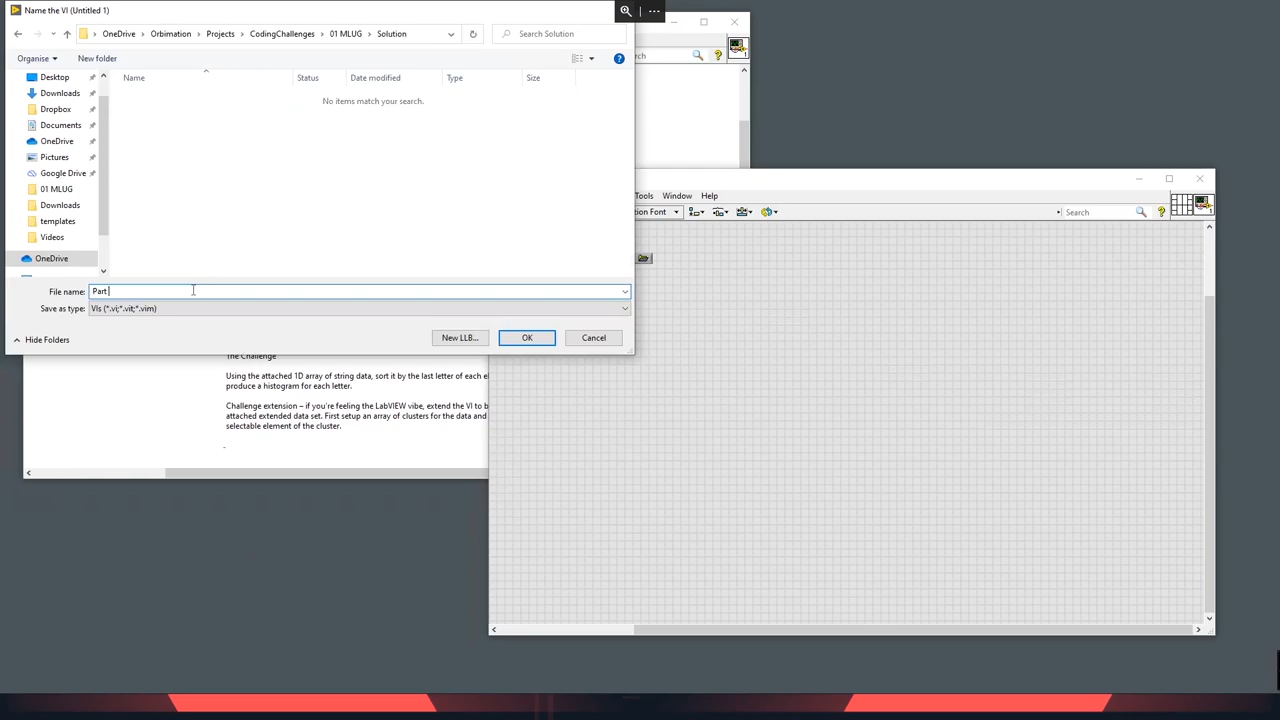 Name the VI (Untitled 1)
OneDrive
Orbimation
Projects
CodingChallenges
01 MLUG
Solution
Search Solution
Organise
New folder
Name
Status
Date modified
Type
Size
No items match your search.
Desktop
Downloads
Dropbox
Documents
OneDrive
Pictures
Google Drive
01 MLUG
Downloads
templates
Videos
OneDrive
File name:
Part
Save as type:
VIs (*.vi;*.vit;*.vim)
Hide Folders
New LLB...
OK
Cancel
Tools
Window
Help
Search
The Challenge
Using the attached 1D array of string data, sort it by the last letter of each
produce a histogram for each letter.
Challenge extension – if you're feeling the LabVIEW vibe, extend the VI to
attached extended data set. First setup an array of clusters for the data and
selectable element of the cluster.